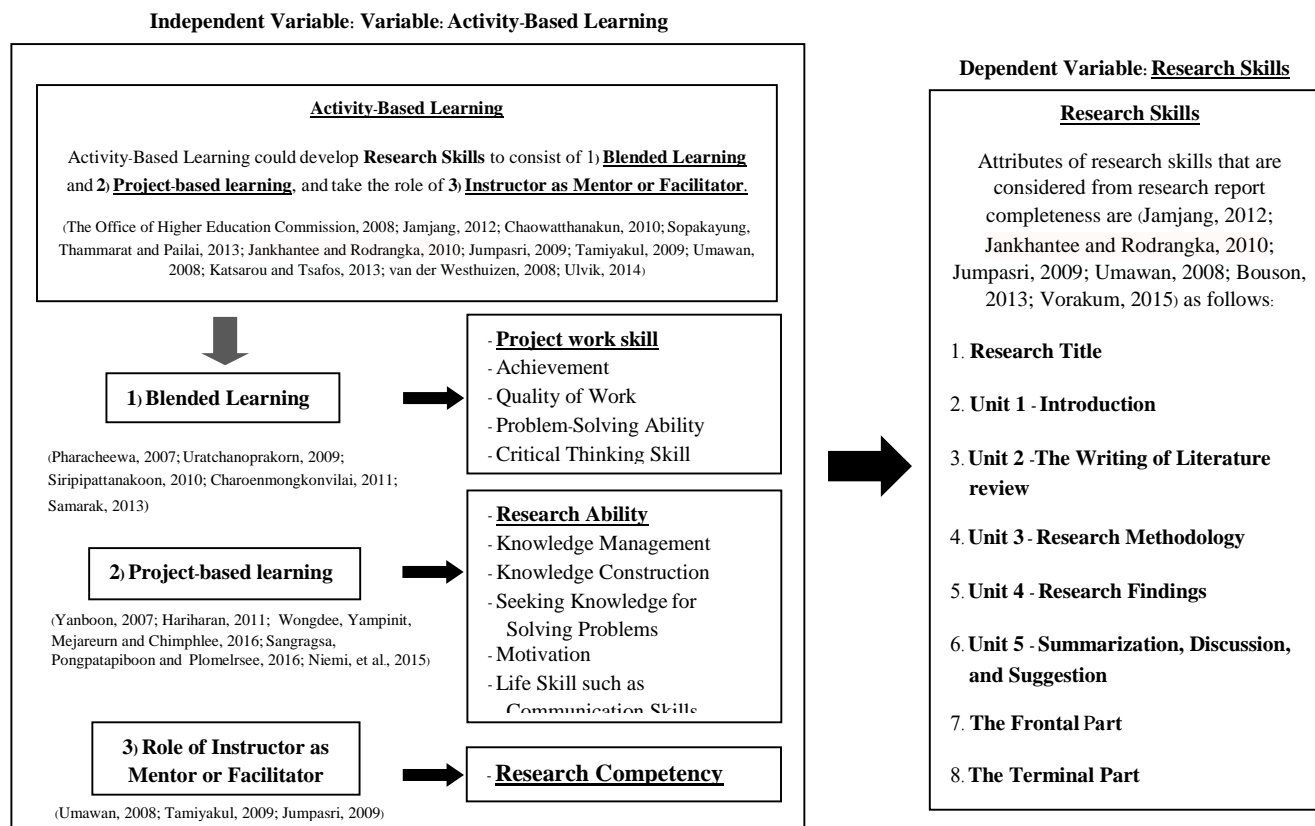 Independent Variable: Variable: Activity-Based Learning
Activity-Based Learning
Activity-Based Learning could develop Research Skills to consist of 1) Blended Learning
and 2) Project-based learning, and take the role of 3) Instructor as Mentor or Facilitator.
(The Office of Higher Education Commission, 2008; Jamjang, 2012; Chaowatthanakun, 2010; Sopakayung,
Thammarat and Pailai, 2013; Jankhantee and Rodrangka, 2010; Jumpasri, 2009; Tamiyakul, 2009; Umawan,
2008; Katsarou and Tsafos, 2013; van der Westhuizen, 2008; Ulvik, 2014)
1) Blended Learning
(Pharacheewa, 2007; Uratchanoprakorn, 2009;
Siripipattanakoon, 2010; Charoenmongkonvilai, 2011;
Samarak, 2013)
- Project work skill
- Achievement
- Quality of Work
- Problem-Solving Ability
- Critical Thinking Skill
2) Project-based learning
(Yanboon, 2007; Hariharan, 2011; Wongdee, Yampinit,
Mejareurn and Chimphlee, 2016; Sangragsa,
Pongpatapiboon and Plomelrsee, 2016; Niemi, et al., 2015)
- Research Ability
- Knowledge Management
- Knowledge Construction
- Seeking Knowledge for
Solving Problems
- Motivation
- Life Skill such as
Communication Skills
3) Role of Instructor as
Mentor or Facilitator
(Umawan, 2008; Tamiyakul, 2009; Jumpasri, 2009)
- Research Competency
Dependent Variable: Research Skills
Research Skills
Attributes of research skills that are
considered from research report
completeness are (Jamjang, 2012;
Jankhantee and Rodrangka, 2010;
Jumpasri, 2009; Umawan, 2008; Bouson,
2013; Vorakum, 2015) as follows:
1. Research Title
2. Unit 1 - Introduction
3. Unit 2 -The Writing of Literature
review
4. Unit 3 - Research Methodology
5. Unit 4 - Research Findings
6. Unit 5 - Summarization, Discussion,
and Suggestion
7. The Frontal Part
8. The Terminal Part